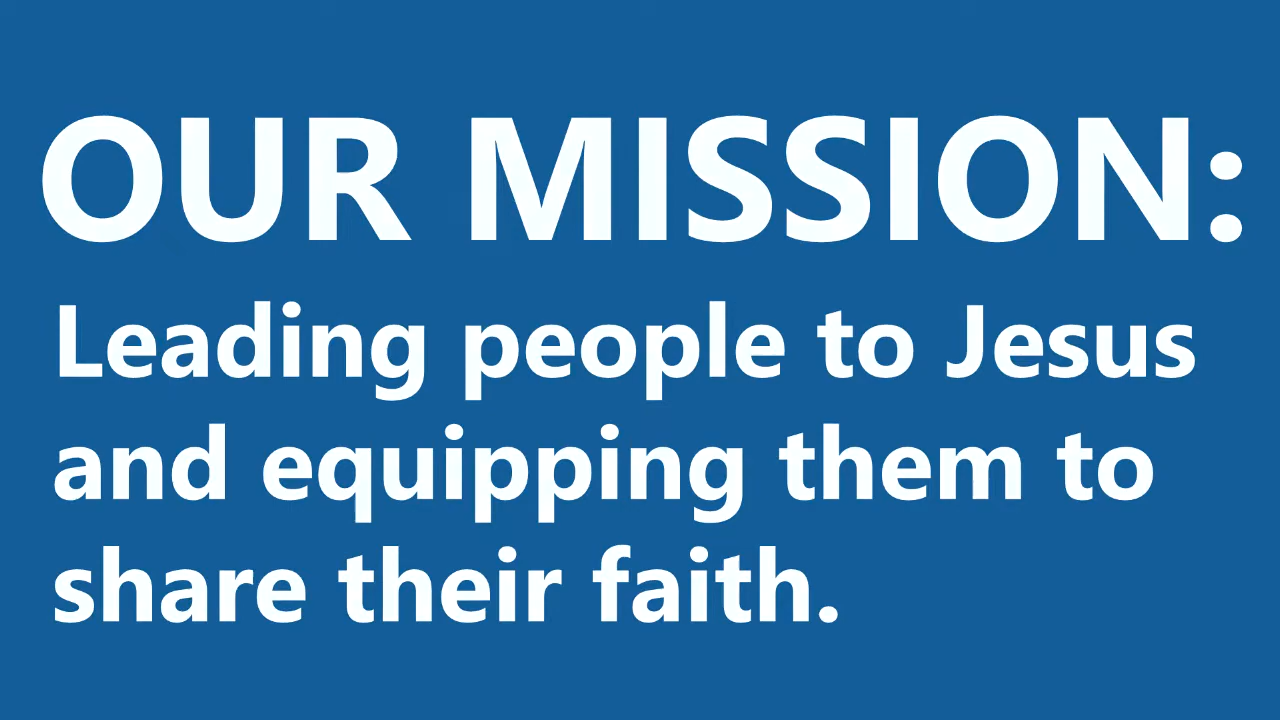 OUR MISSION:
Leading people to Jesus
and equipping them to
share their faith.